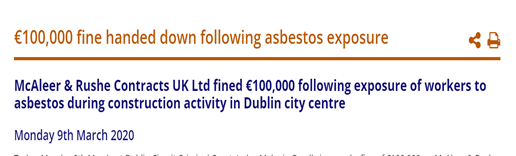 €100,000 fine handed down following asbestos exposure
McAleer & Rushe Contracts UK Ltd fined €100,000 following exposure of workers to
asbestos during construction activity in Dublin city centre
Monday 9th March 2020